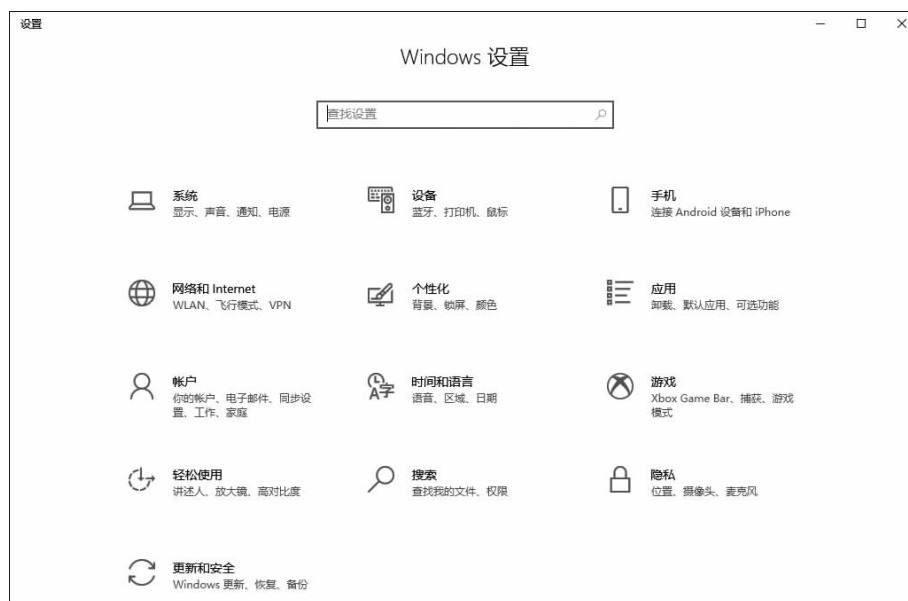 设置
Windows 设置
查找设置
系统
显示、声音、通知、电源
设备
蓝牙、打印机、鼠标
手机
连接 Android 设备和 iPhone
网络和 Internet
WLAN、飞行模式、VPN
个性化
背景、锁屏、颜色
应用
卸载、默认应用、可选功能
帐户
你的帐户、电子邮件、同步设
置、工作、家庭
时间和语言
语音、区域、日期
游戏
Xbox Game Bar、捕获、游戏
模式
轻松使用
讲述人、放大镜、高对比度
搜索
查找我的文件、权限
隐私
位置、摄像头、麦克风
更新和安全
Windows 更新、恢复、备份